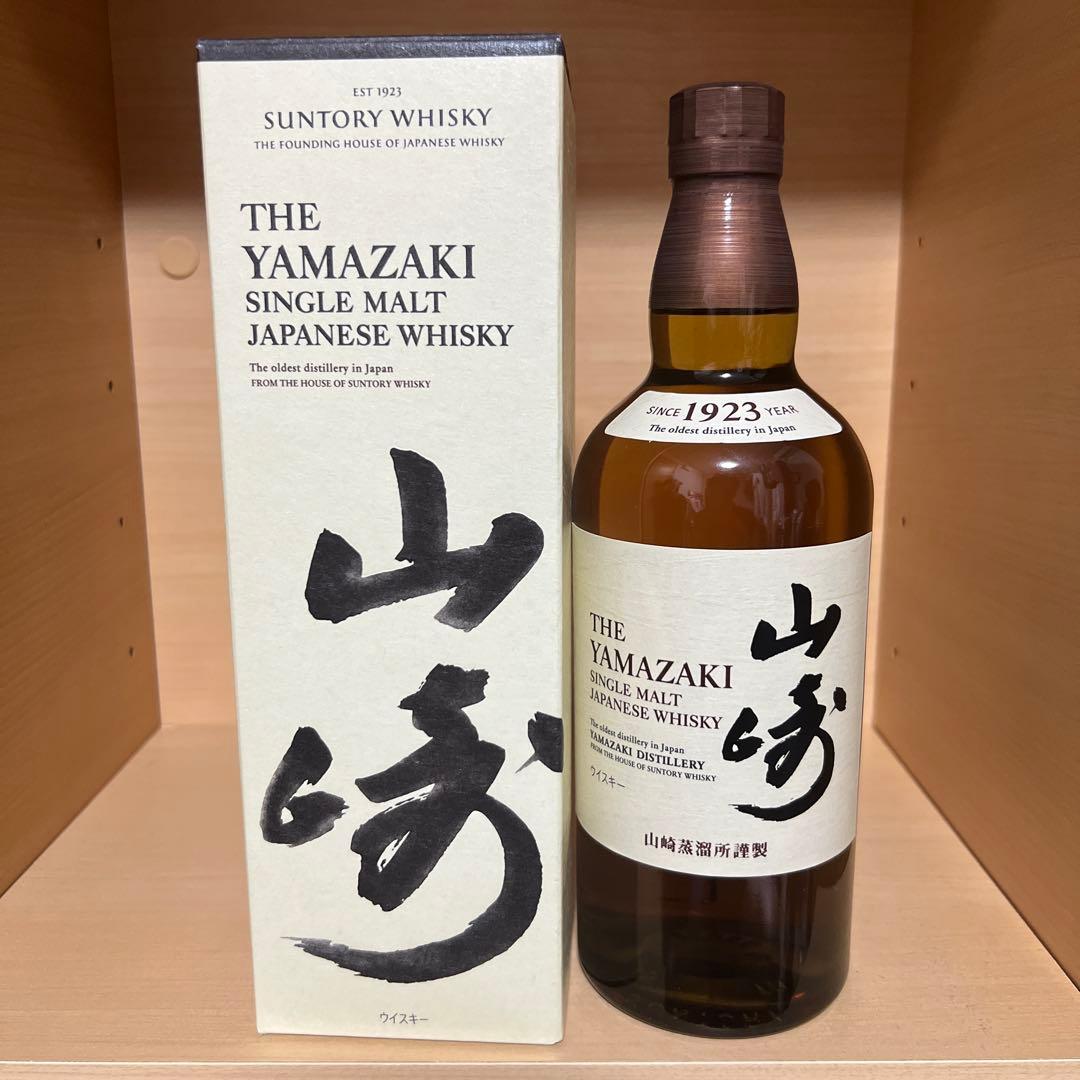 EST 1923
SUNTORY WHISKY
THE FOUNDING HOUSE OF JAPANESE WHISKY
THE
YAMAZAKI
SINGLE MALT
JAPANESE WHISKY
The oldest distillery in Japan
FROM THE HOUSE OF SUNTORY WHISKY
山
崎
ウイスキー
SINCE 1923 YEAR
The oldest distillery in Japan
THE
YAMAZAKI
SINGLE MALT
JAPANESE WHISKY
The oldest distillery in Japan
YAMAZAKI DISTILLERY
FROM THE HOUSE OF SUNTORY WHISKY
ウイスキー
山
崎
山崎蒸溜所謹製